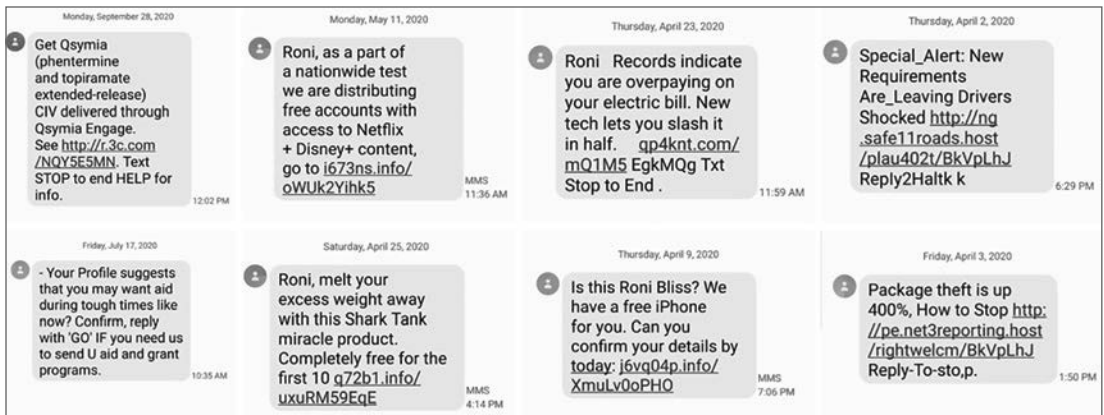 Monday, September 28, 2020
Get Qsymia
(phentermine
and topiramate
extended-release)
CIV delivered through
Qsymia Engage.
See http://r.3c.com
/NQY5E5MN. Text
STOP to end HELP for
info.
12:02 PM
Monday, May 11, 2020
Roni, as a part of
a nationwide test
we are distributing
free accounts with
access to Netflix
+ Disney+ content,
go to i673ns.info/
oWUk2Yihk5
MMS
11:36 AM
Thursday, April 23, 2020
Roni Records indicate
you are overpaying on
your electric bill. New
tech lets you slash it
in half. qp4knt.com/
mQ1M5 EgkMQg Txt
Stop to End .
11:59 AM
Thursday, April 2, 2020
Special_Alert: New
Requirements
Are_Leaving Drivers
Shocked http://ng
.safe11roads.host
/plau402t/BkVpLhJ
Reply2Haltk k
6:29 PM
Friday, July 17, 2020
- Your Profile suggests
that you may want aid
during tough times like
now? Confirm, reply
with 'GO' IF you need us
to send U aid and grant
programs.
10:35 AM
Saturday, April 25, 2020
Roni, melt your
excess weight away
with this Shark Tank
miracle product.
Completely free for the
first 10 q72b1.info/
uxuRM59EqE
MMS
4:14 PM
Thursday, April 9, 2020
Is this Roni Bliss? We
have a free iPhone
for you. Can you
confirm your details by
today: j6vq04p.info/
XmuLv0oPHO
MMS
7:06 PM
Friday, April 3, 2020
Package theft is up
400%, How to Stop http:
//pe.net3reporting.host
/rightwelcm/BkVpLhJ
Reply-To-sto,p.
1:50 PM